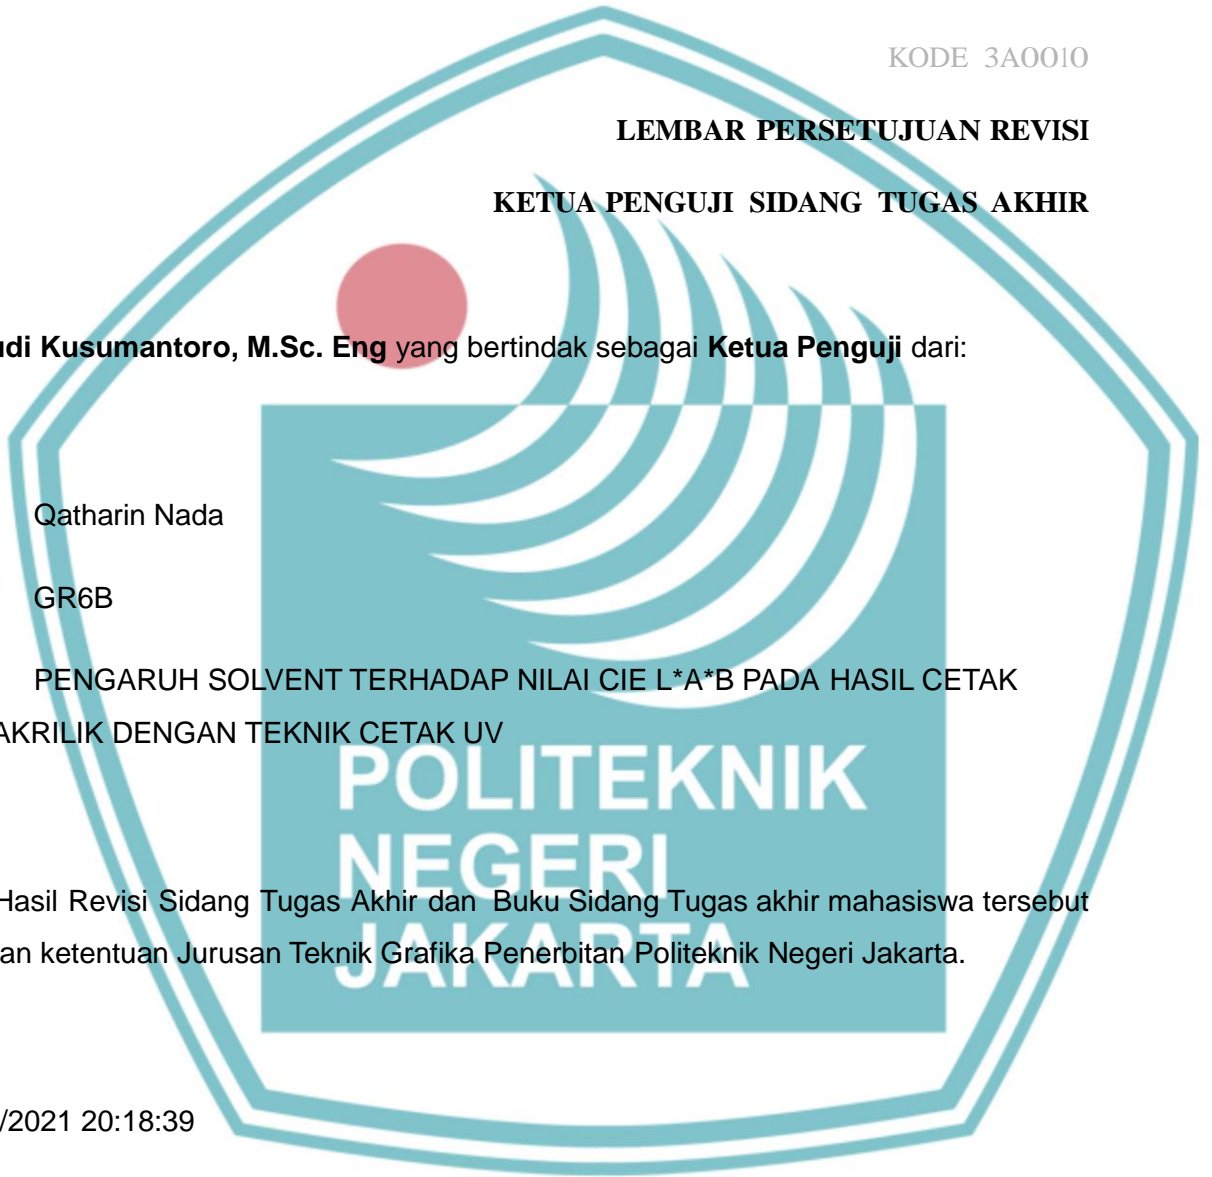 KODE 3A0010
LEMBAR PERSETUJUAN REVISI
KETUA PENGUJI SIDANG TUGAS AKHIR
udi Kusumantoro, M.Sc. Eng yang bertindak sebagai Ketua Penguji dari:
Qatharin Nada
GR6B
PENGARUH SOLVENT TERHADAP NILAI CIE L*A*B PADA HASIL CETAK
AKRILIK DENGAN TEKNIK CETAK UV
POLITEKNIK
NEGERI
Hasil Revisi Sidang Tugas Akhir dan Buku Sidang Tugas akhir mahasiswa tersebut
an ketentuan Jurusan Teknik Grafika Penerbitan Politeknik Negeri Jakarta.
JAKARTA
/2021 20:18:39